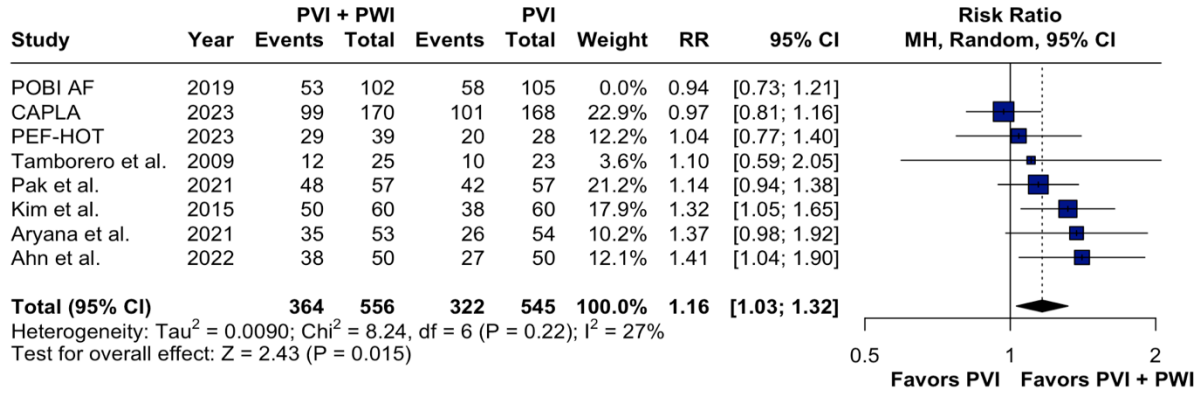 PVI + PWI PVI Risk Ratio
Study Year Events Total Events Total Weight RR 95% CI MH, Random, 95% CI
POBI AF 2019 53 102 58 105 0.0% 0.94 [0.73; 1.21]
CAPLA 2023 99 170 101 168 22.9% 0.97 [0.81; 1.16]
PEF-HOT 2023 29 39 20 28 12.2% 1.04 [0.77; 1.40]
Tamborero et al. 2009 12 25 10 23 3.6% 1.10 [0.59; 2.05]
Pak et al. 2021 48 57 42 57 21.2% 1.14 [0.94; 1.38]
Kim et al. 2015 50 60 38 60 17.9% 1.32 [1.05; 1.65]
Aryana et al. 2021 35 53 26 54 10.2% 1.37 [0.98; 1.92]
Ahn et al. 2022 38 50 27 50 12.1% 1.41 [1.04; 1.90]
Total (95% CI) 364 556 322 545 100.0% 1.16 [1.03; 1.32]
Heterogeneity: Tau² = 0.0090; Chi² = 8.24, df = 6 (P = 0.22); I² = 27%
Test for overall effect: Z = 2.43 (P = 0.015)
0.5 1 2
Favors PVI Favors PVI + PWI